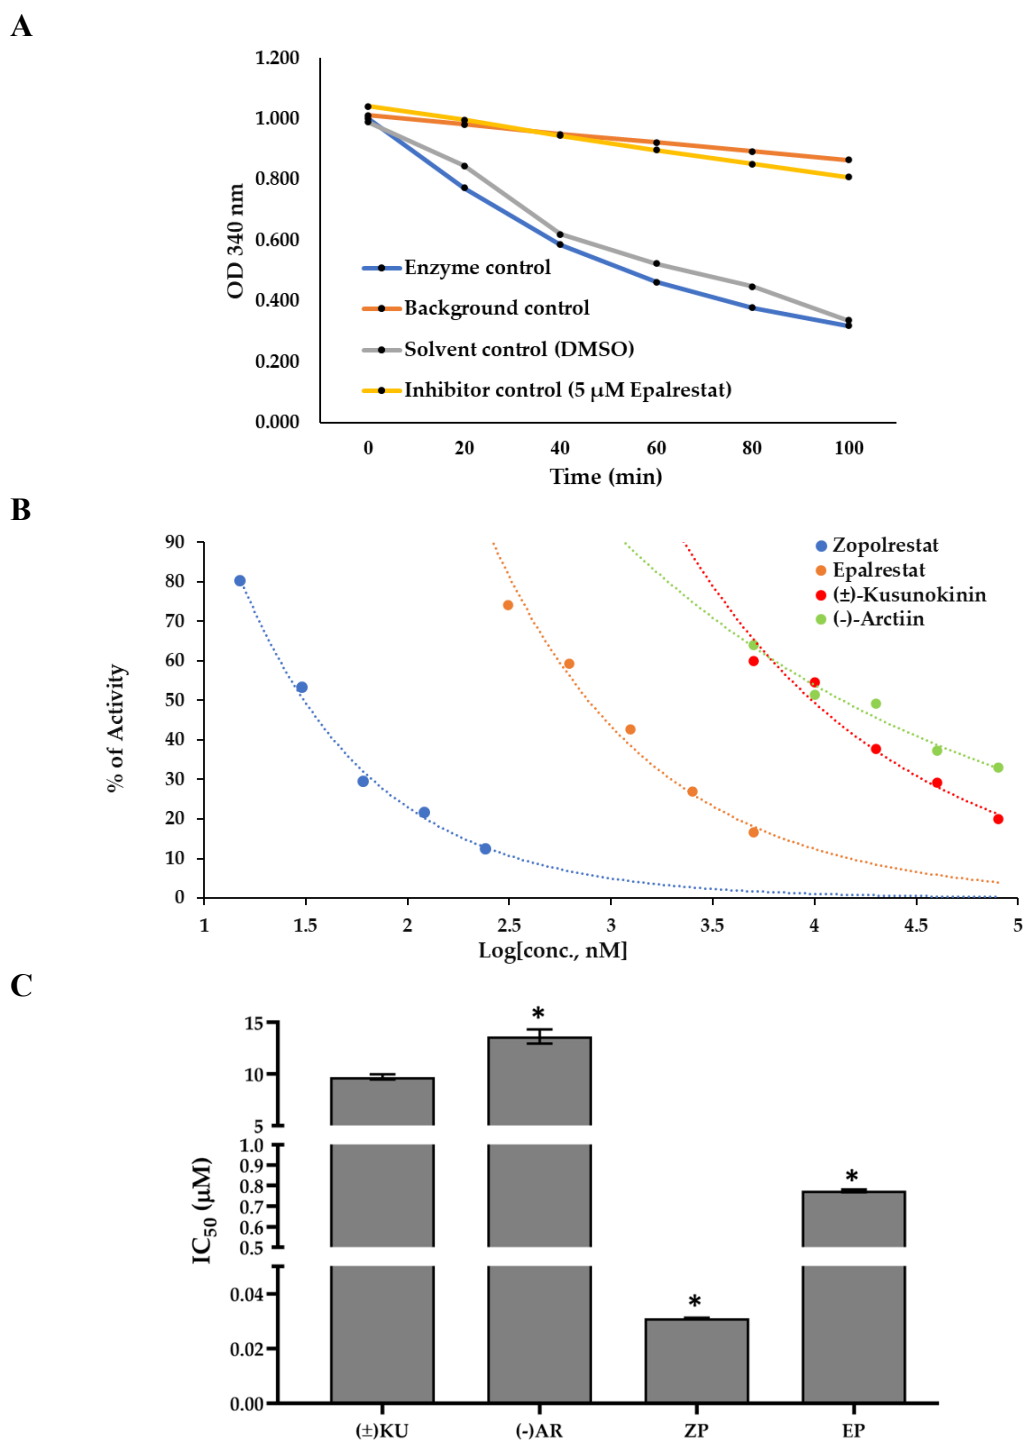 A
1.200
1.000
0.800
0.600
0.400
0.200
0.000
OD 340 nm
Enzyme control
Background control
Solvent control (DMSO)
Inhibitor control (5 μM Epalrestat)
0 20 40 60 80 100
Time (min)
B
90
80
70
60
50
40
30
20
10
0
% of Activity
Zopolrestat
Epalrestat
(±)-Kusunokinin
(-)-Arctiin
1 1.5 2 2.5 3 3.5 4 4.5 5
Log[conc., nM]
C
15
10
5
1.0
0.9
0.8
0.7
0.6
0.5
0.04
0.02
0.00
IC50 (μM)
*
*
*
(±)KU (-)AR ZP EP